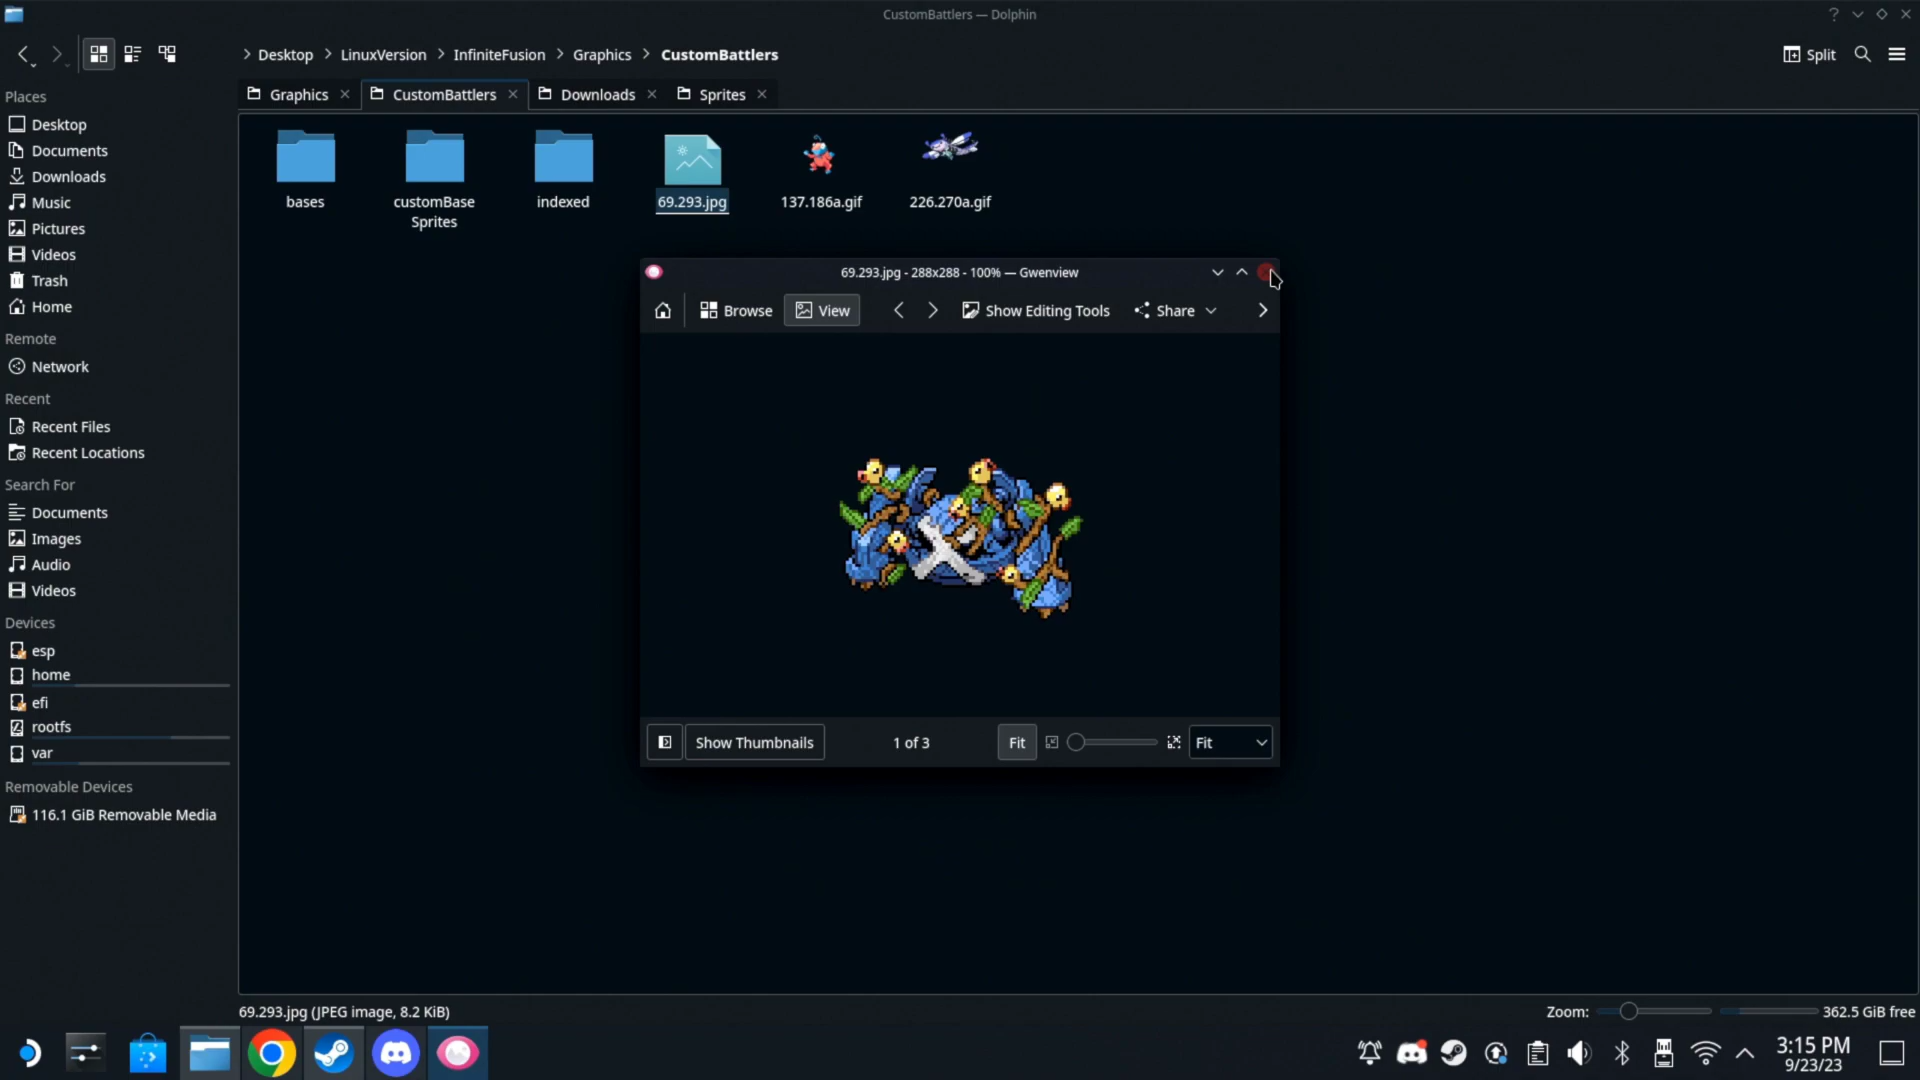 CustomBattlers — Dolphin
Desktop
LinuxVersion
InfiniteFusion
Graphics
CustomBattlers
Split
Graphics
CustomBattlers
Downloads
Sprites
Places
Desktop
Documents
Downloads
Music
Pictures
Videos
Trash
Home
Remote
Network
Recent
Recent Files
Recent Locations
Search For
Documents
Images
Audio
Videos
Devices
esp
home
efi
rootfs
var
Removable Devices
116.1 GiB Removable Media
bases
customBase
Sprites
indexed
69.293.jpg
137.186a.gif
226.270a.gif
69.293.jpg - 288x288 - 100% — Gwenview
Browse
View
Show Editing Tools
Share
Show Thumbnails
1 of 3
Fit
Fit
69.293.jpg (JPEG image, 8.2 KiB)
Zoom:
362.5 GiB free
3:15 PM
9/23/23